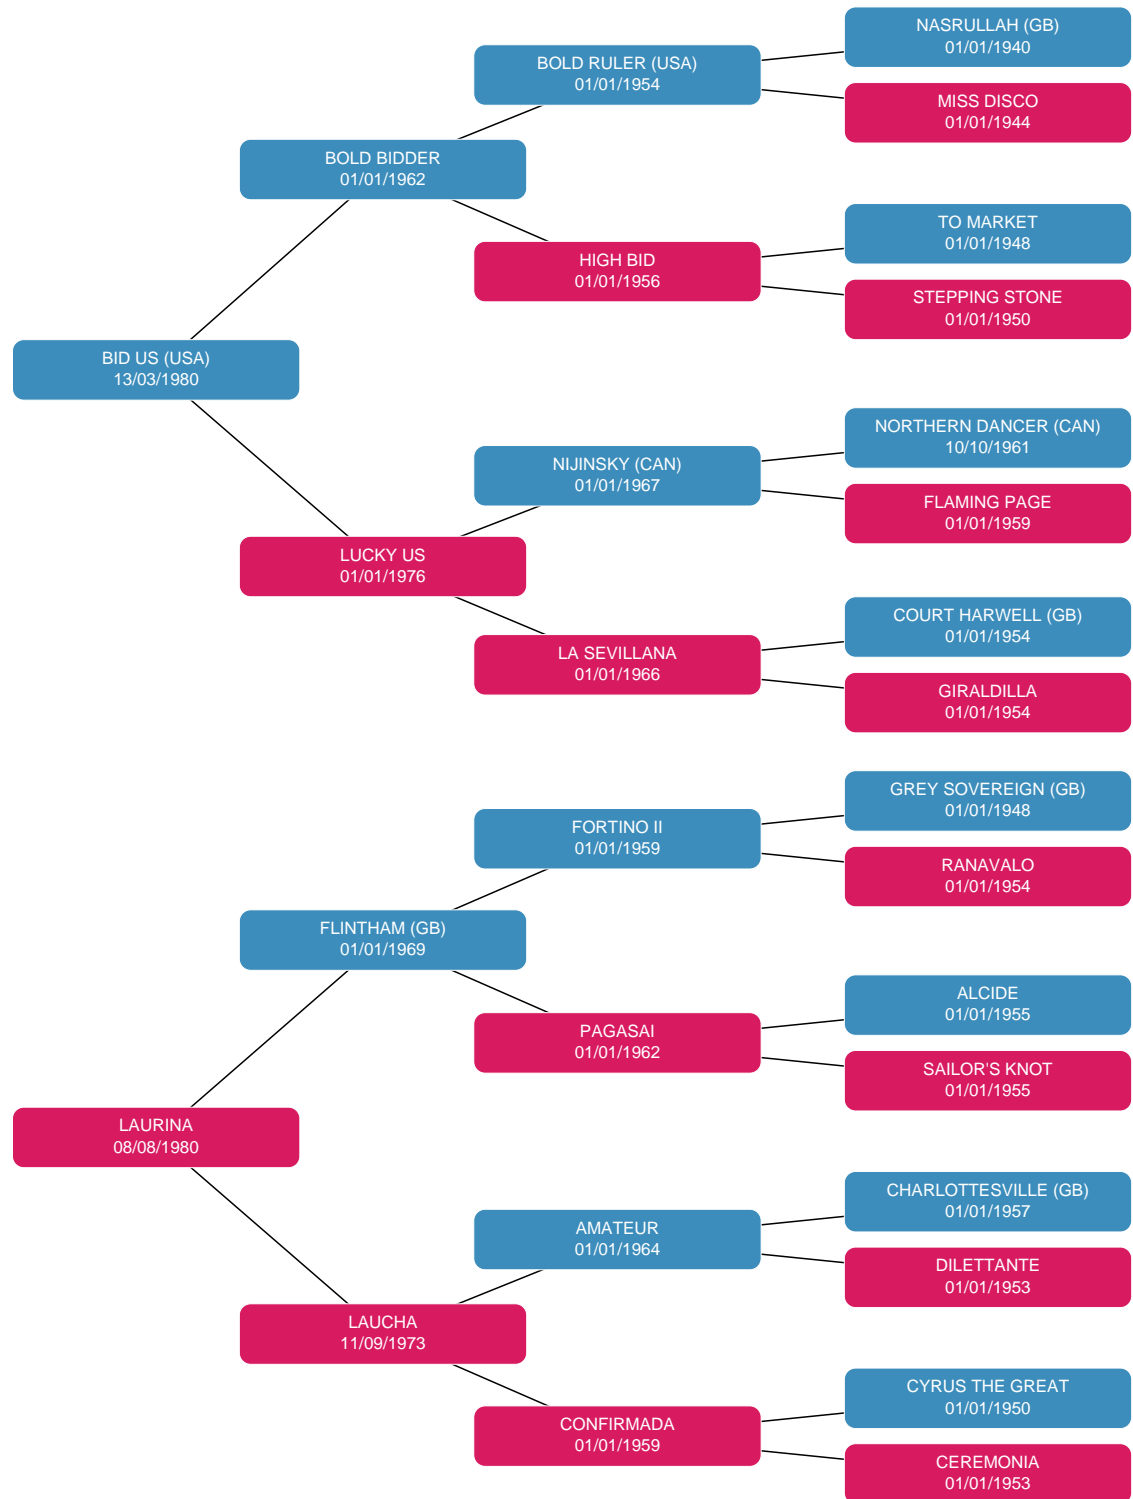 NASRULLAH (GB)
01/01/1940
BOLD RULER (USA)
01/01/1954
MISS DISCO
01/01/1944
BOLD BIDDER
01/01/1962
TO MARKET
01/01/1948
HIGH BID
01/01/1956
STEPPING STONE
01/01/1950
BID US (USA)
13/03/1980
NORTHERN DANCER (CAN)
10/10/1961
NIJINSKY (CAN)
01/01/1967
FLAMING PAGE
01/01/1959
LUCKY US
01/01/1976
COURT HARWELL (GB)
01/01/1954
LA SEVILLANA
01/01/1966
GIRALDILLA
01/01/1954
GREY SOVEREIGN (GB)
01/01/1948
FORTINO II
01/01/1959
RANAVALO
01/01/1954
FLINTHAM (GB)
01/01/1969
ALCIDE
01/01/1955
PAGASAI
01/01/1962
SAILOR'S KNOT
01/01/1955
LAURINA
08/08/1980
CHARLOTTESVILLE (GB)
01/01/1957
AMATEUR
01/01/1964
DILETTANTE
01/01/1953
LAUCHA
11/09/1973
CYRUS THE GREAT
01/01/1950
CONFIRMADA
01/01/1959
CEREMONIA
01/01/1953